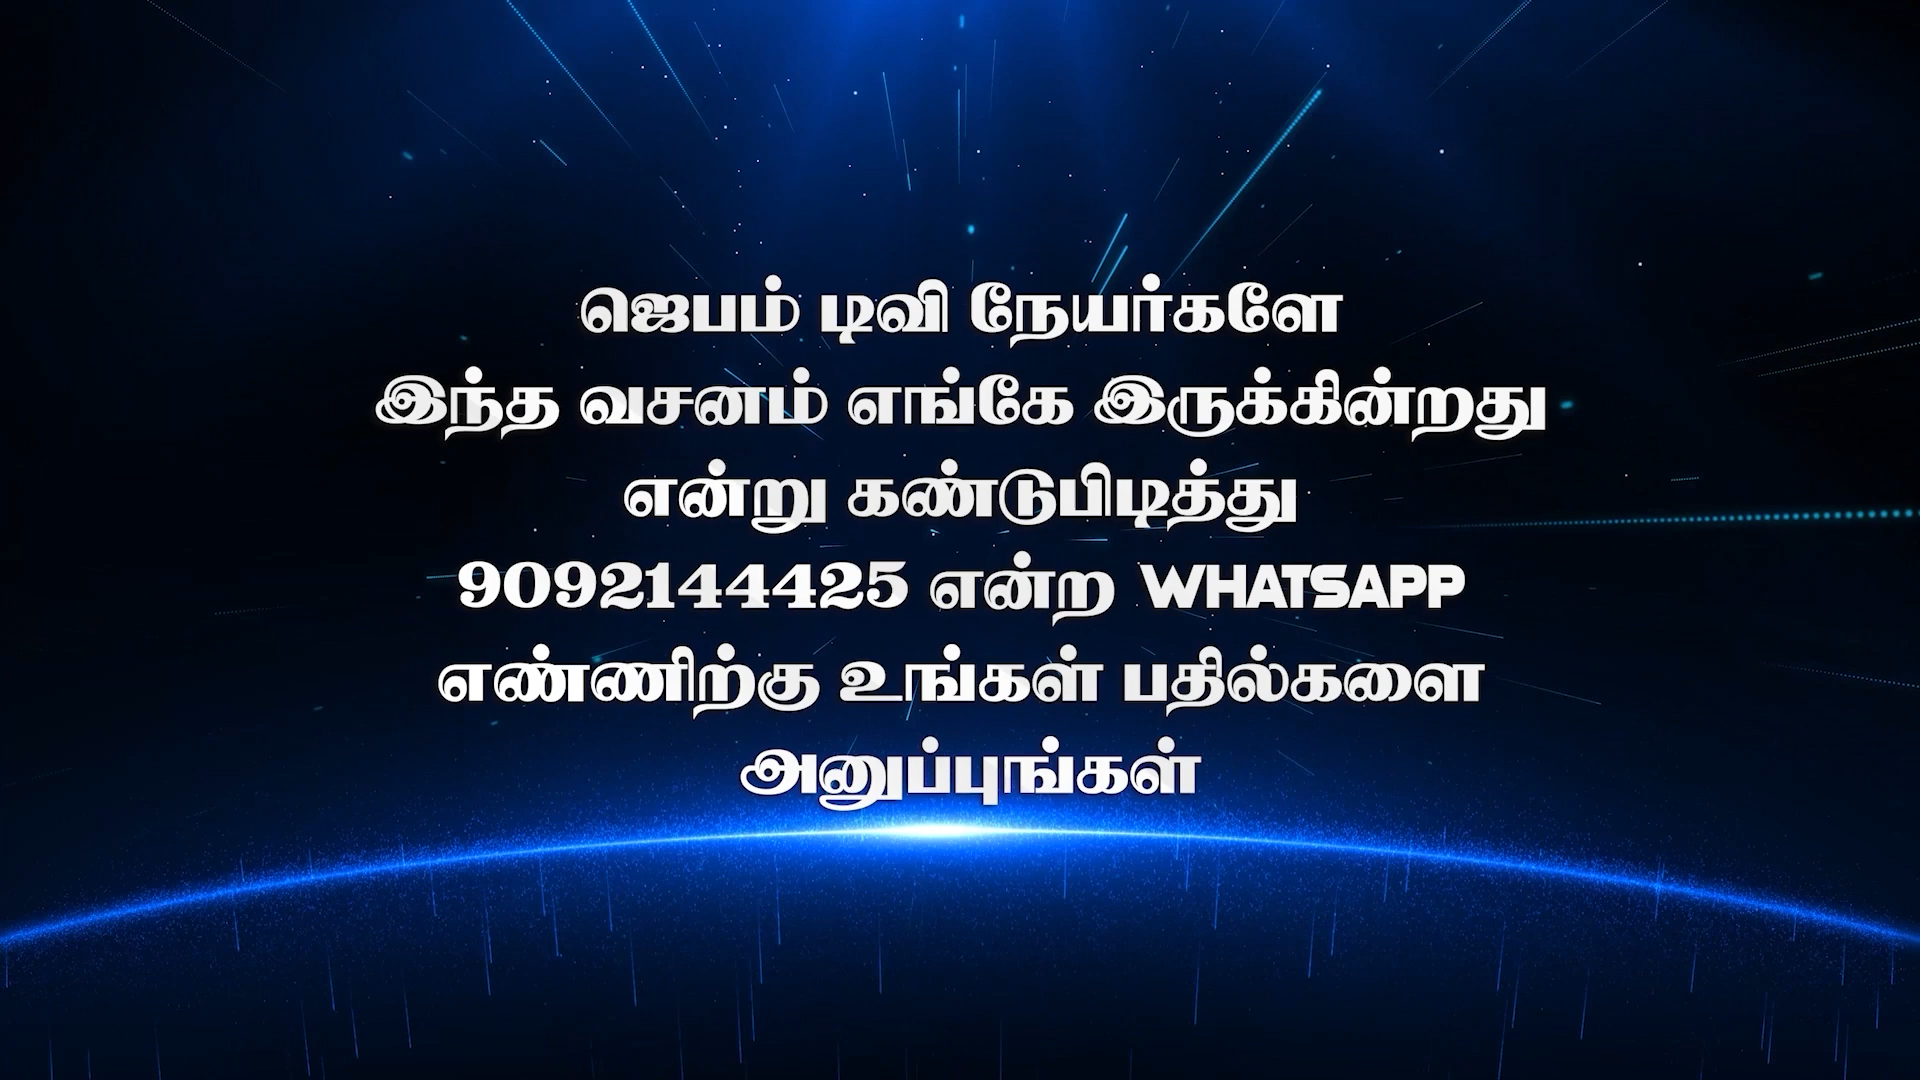 ஜெபம் டிவி நேயர்களே
இந்த வசனம் எங்கே இருக்கின்றது
என்று கண்டுபிடித்து
9092144425 என்ற WHATSAPP
எண்ணிற்கு உங்கள் பதில்களை
அனுப்புங்கள்